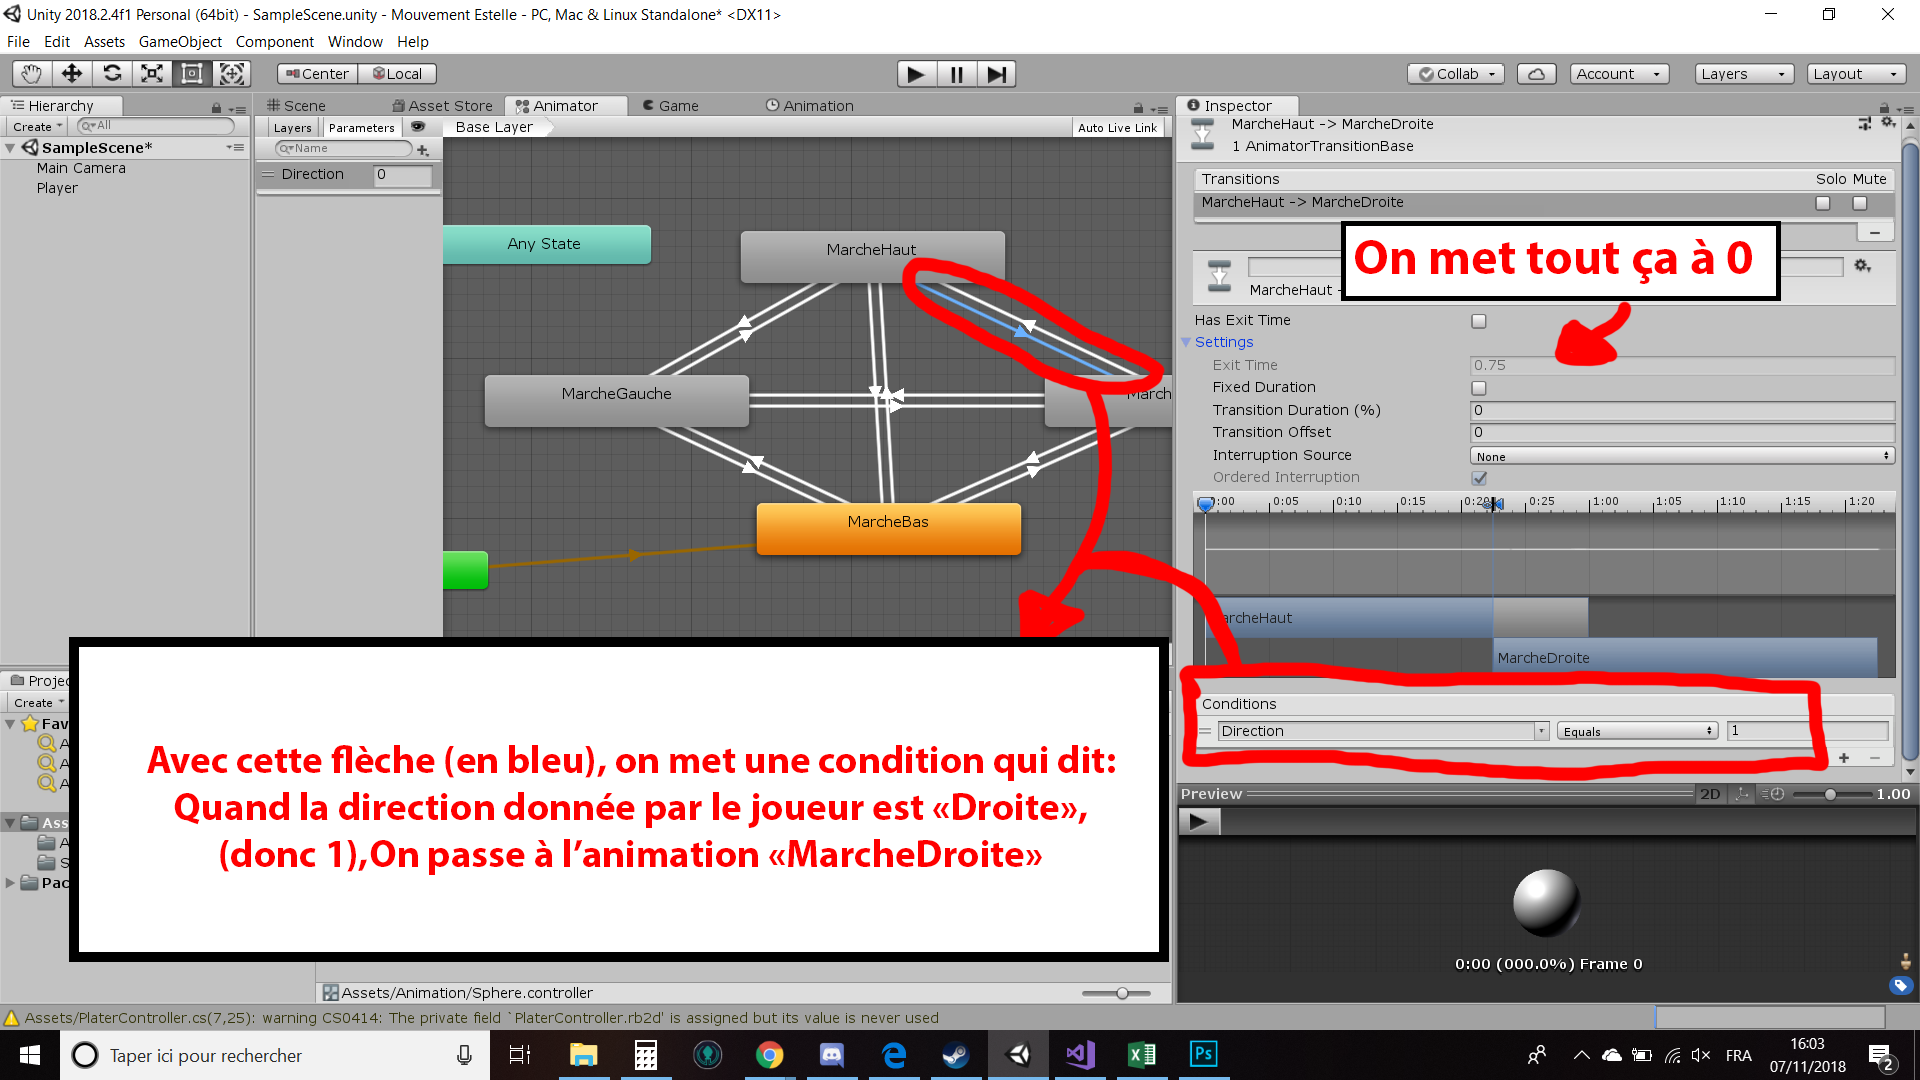 Unity 2018.2.4f1 Personal (64bit) - SampleScene.unity - Mouvement Estelle - PC, Mac & Linux Standalone* <DX11>
File Edit Assets GameObject Component Window Help
Center Local
Collab Account Layers Layout
Hierarchy
Create All
SampleScene*
Main Camera
Player
Scene Asset Store Animator Game Animation
Layers Parameters Base Layer Auto Live Link
Name
Direction 0
Any State
MarcheHaut
MarcheGauche
March
MarcheBas
Inspector
MarcheHaut -> MarcheDroite
1 AnimatorTransitionBase
Transitions Solo Mute
MarcheHaut -> MarcheDroite
On met tout ça à 0
MarcheHaut -
Has Exit Time
Settings
Exit Time 0.75
Fixed Duration
Transition Duration (%) 0
Transition Offset 0
Interruption Source None
Ordered Interruption
0:00 0:05 0:10 0:15 0:20 0:25 1:00 1:05 1:10 1:15 1:20
archeHaut
MarcheDroite
Conditions
Direction Equals 1
Preview 2D 1.00
0:00 (000.0%) Frame 0
Projec
Create
Fav
A
A
A
Ass
A
S
Pac
Avec cette flèche (en bleu), on met une condition qui dit:
Quand la direction donnée par le joueur est «Droite»,
(donc 1),On passe à l’animation «MarcheDroite»
Assets/Animation/Sphere.controller
Assets/PlaterController.cs(7,25): warning CS0414: The private field `PlaterController.rb2d' is assigned but its value is never used
Taper ici pour rechercher
Ps
FRA
16:03
07/11/2018
2